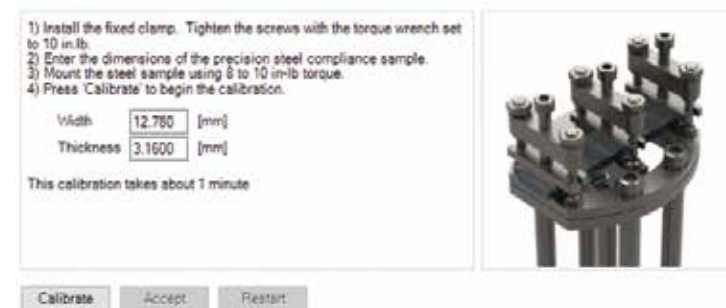 1) Install the fixed clamp. Tighten the screws with the torque wrench set
to 10 in.lb.
2) Enter the dimensions of the precision steel compliance sample.
3) Mount the steel sample using 8 to 10 in-lb torque.
4) Press 'Calibrate' to begin the calibration.
Width 12.780 [mm]
Thickness 3.1600 [mm]
This calibration takes about 1 minute
Calibrate Accept Restart